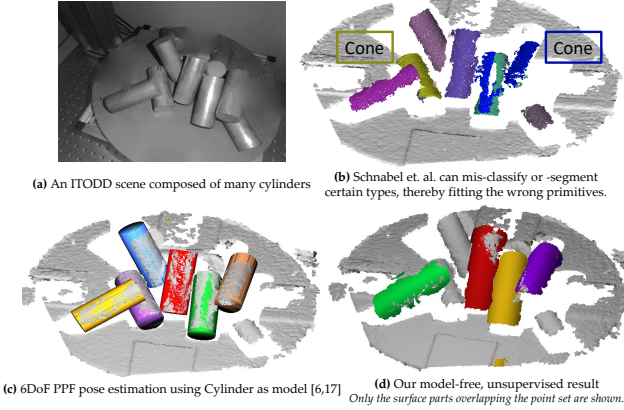 Cone
Cone
(a) An ITODD scene composed of many cylinders
(b) Schnabel et. al. can mis-classify or -segment
certain types, thereby fitting the wrong primitives.
(c) 6DoF PPF pose estimation using Cylinder as model [6,17]
(d) Our model-free, unsupervised result
Only the surface parts overlapping the point set are shown.